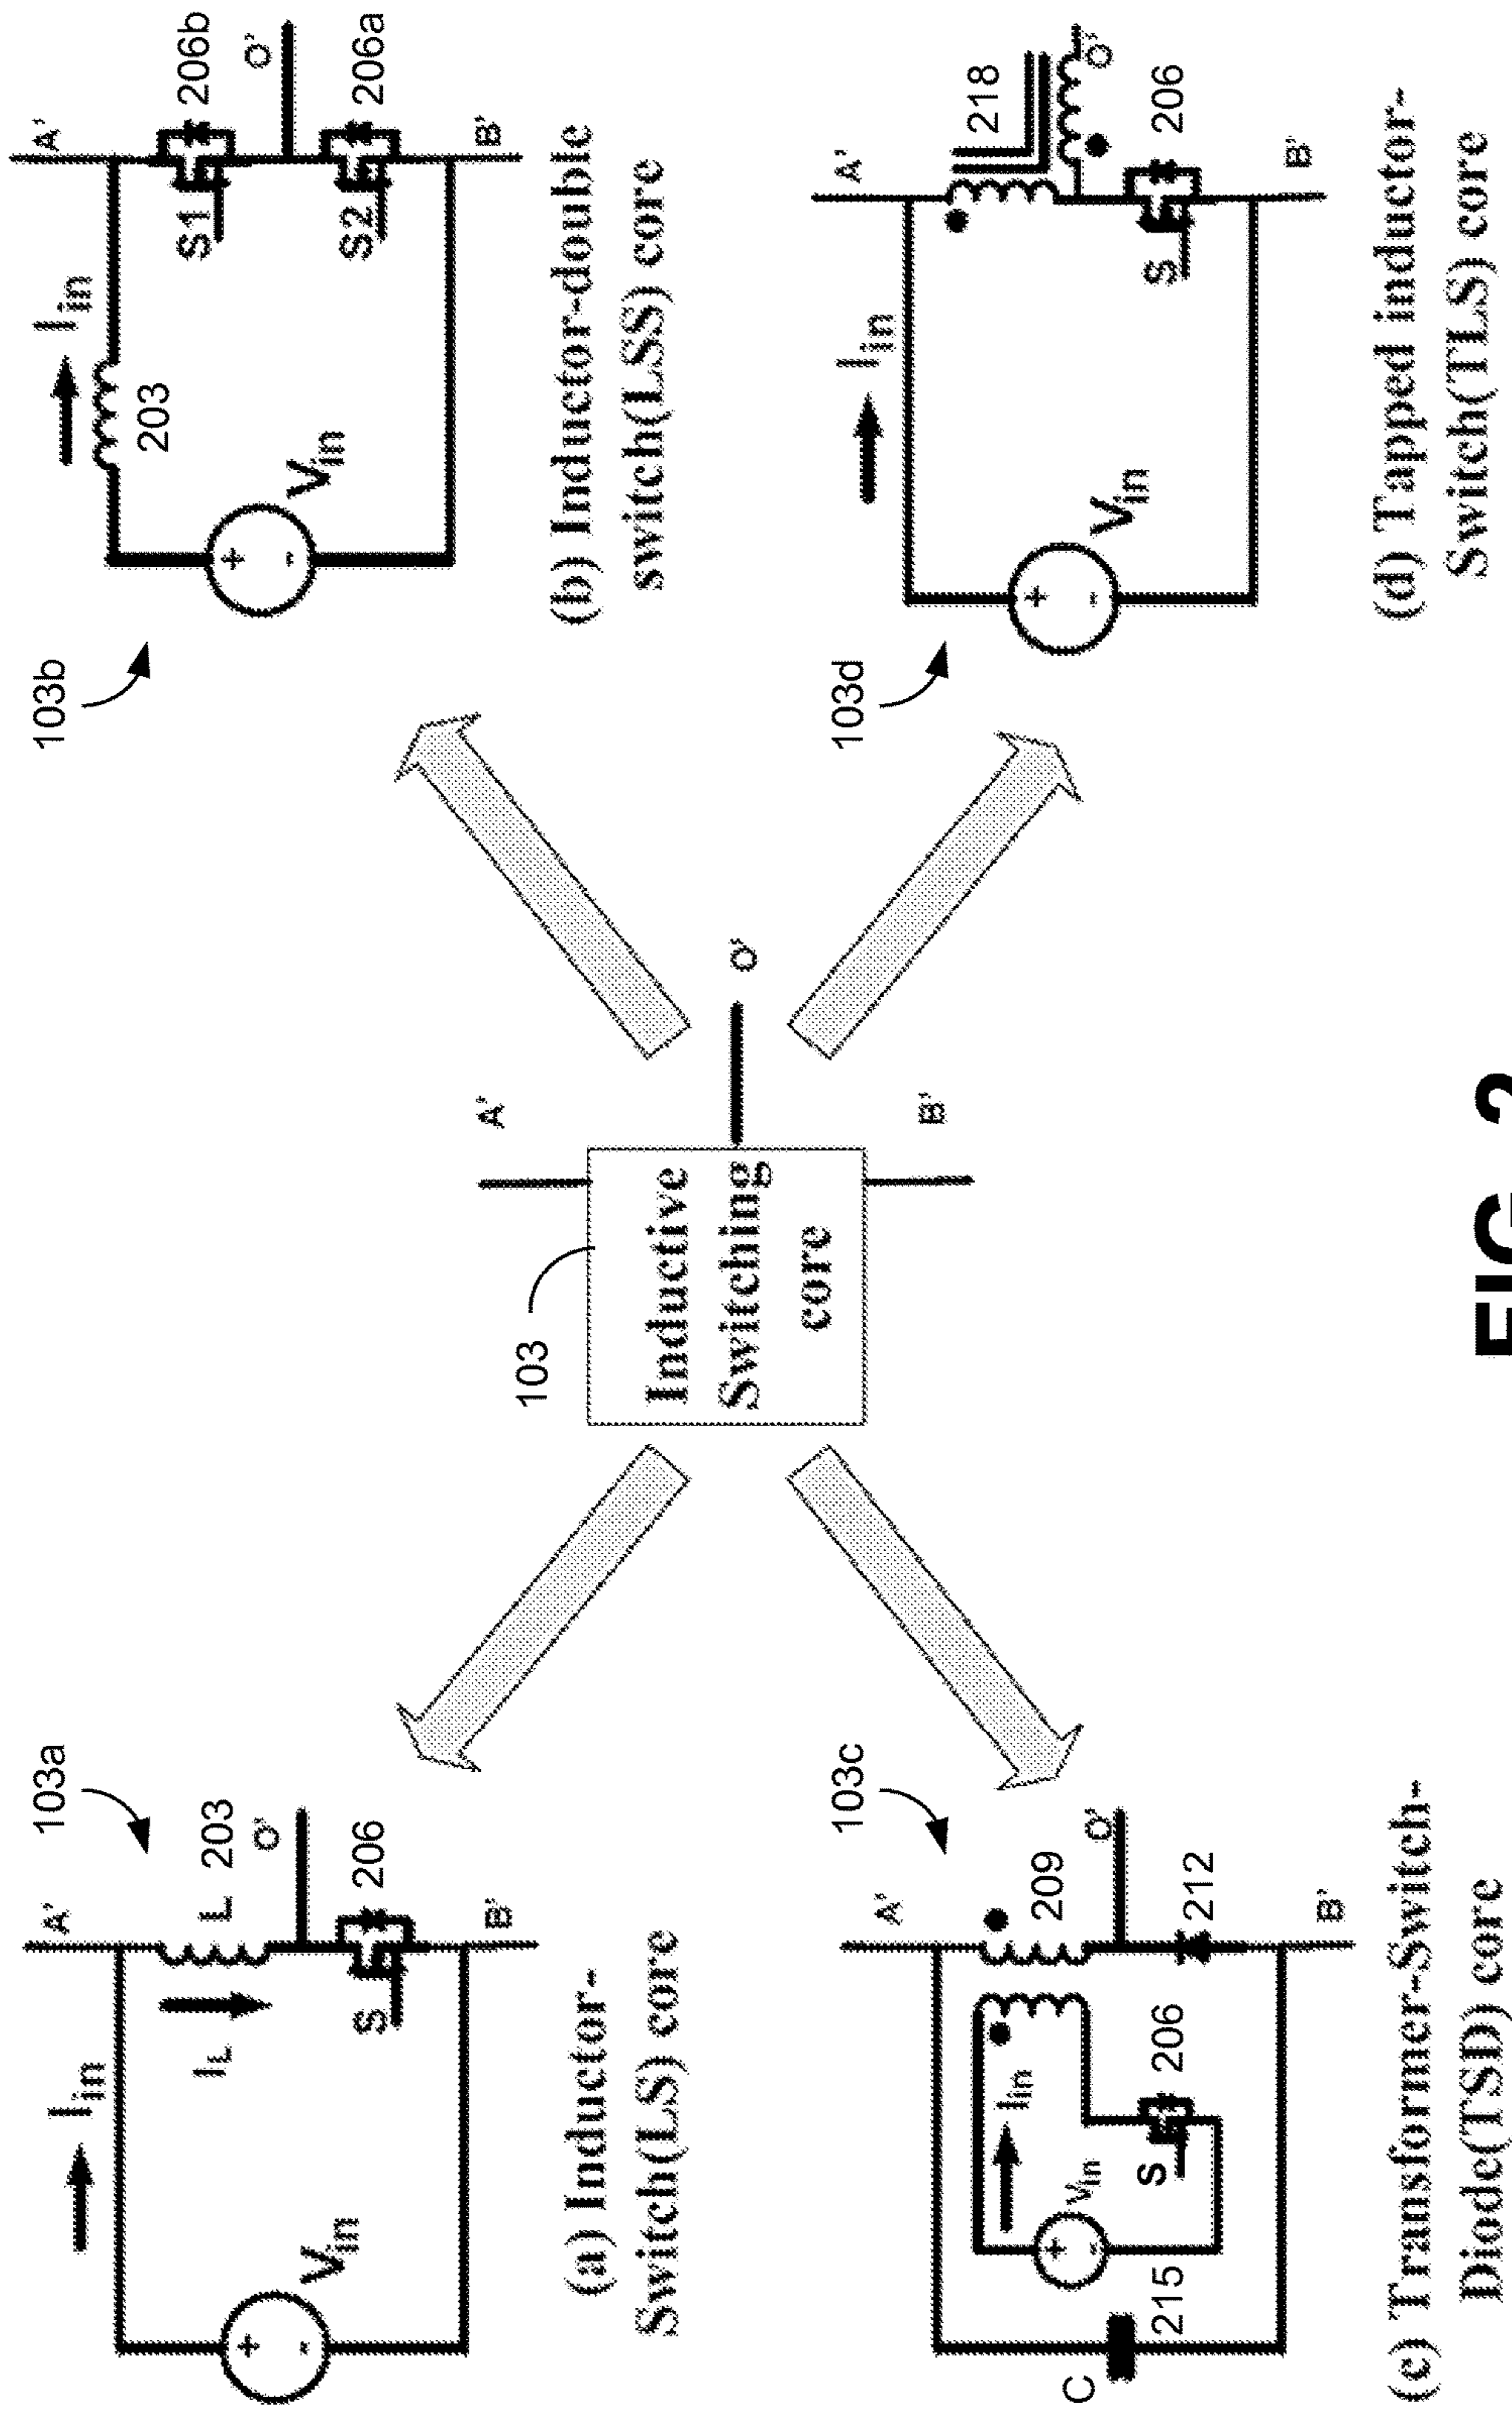 103a
I_in
A'
L 203
I_L
O'
V_in
+
-
S
206
B'
(a) Inductor-
Switch(LS) core
103b
I_in
A'
203
S1
206b
O'
V_in
+
-
S2
206a
B'
(b) Inductor-double
switch(LSS) core
103
A'
Inductive
Switching
core
O'
B'
103c
A'
I_in
209
O'
V_in
+
-
S
206
212
C
215
B'
(c) Transformer-Switch-
Diode(TSD) core
103d
I_in
A'
218
O'
V_in
+
-
S
206
B'
(d) Tapped inductor-
Switch(TLS) core
FIG. 2